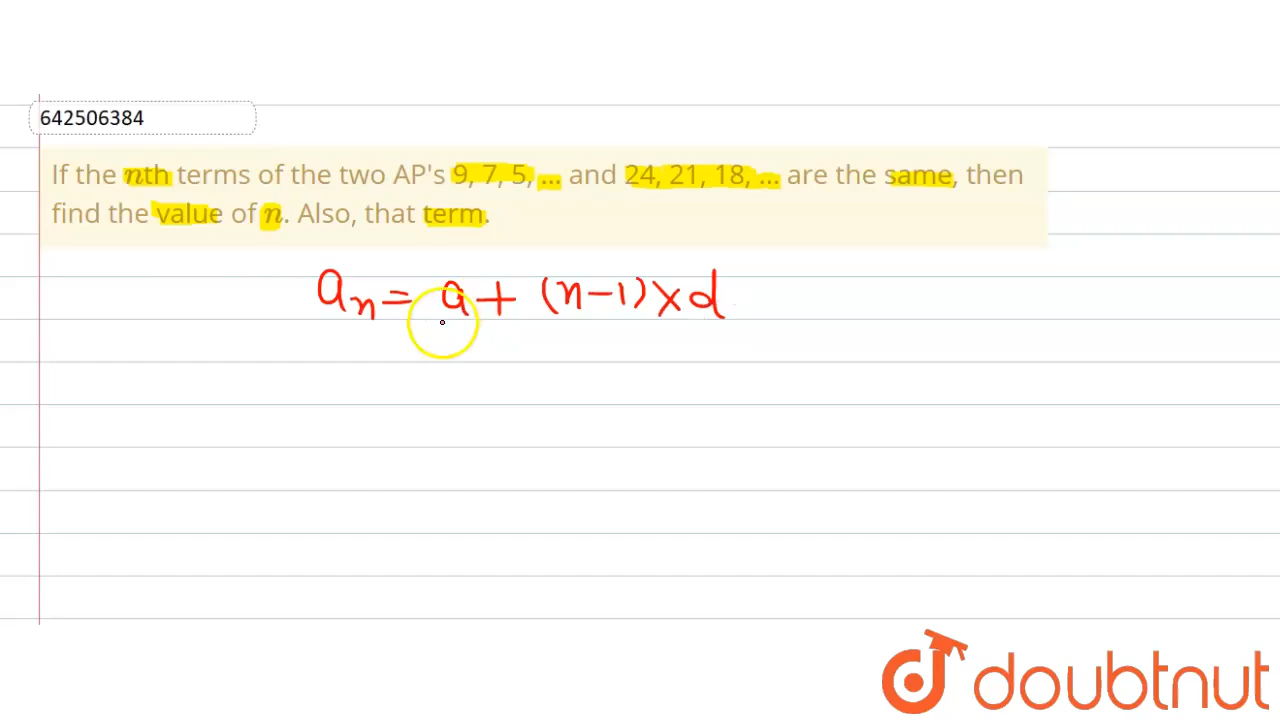 642506384
If the nth terms of the two AP's 9, 7, 5, ... and 24, 21, 18, ... are the same, then
find the value of n. Also, that term.
aₙ = a + (n-1)×d
doubtnut